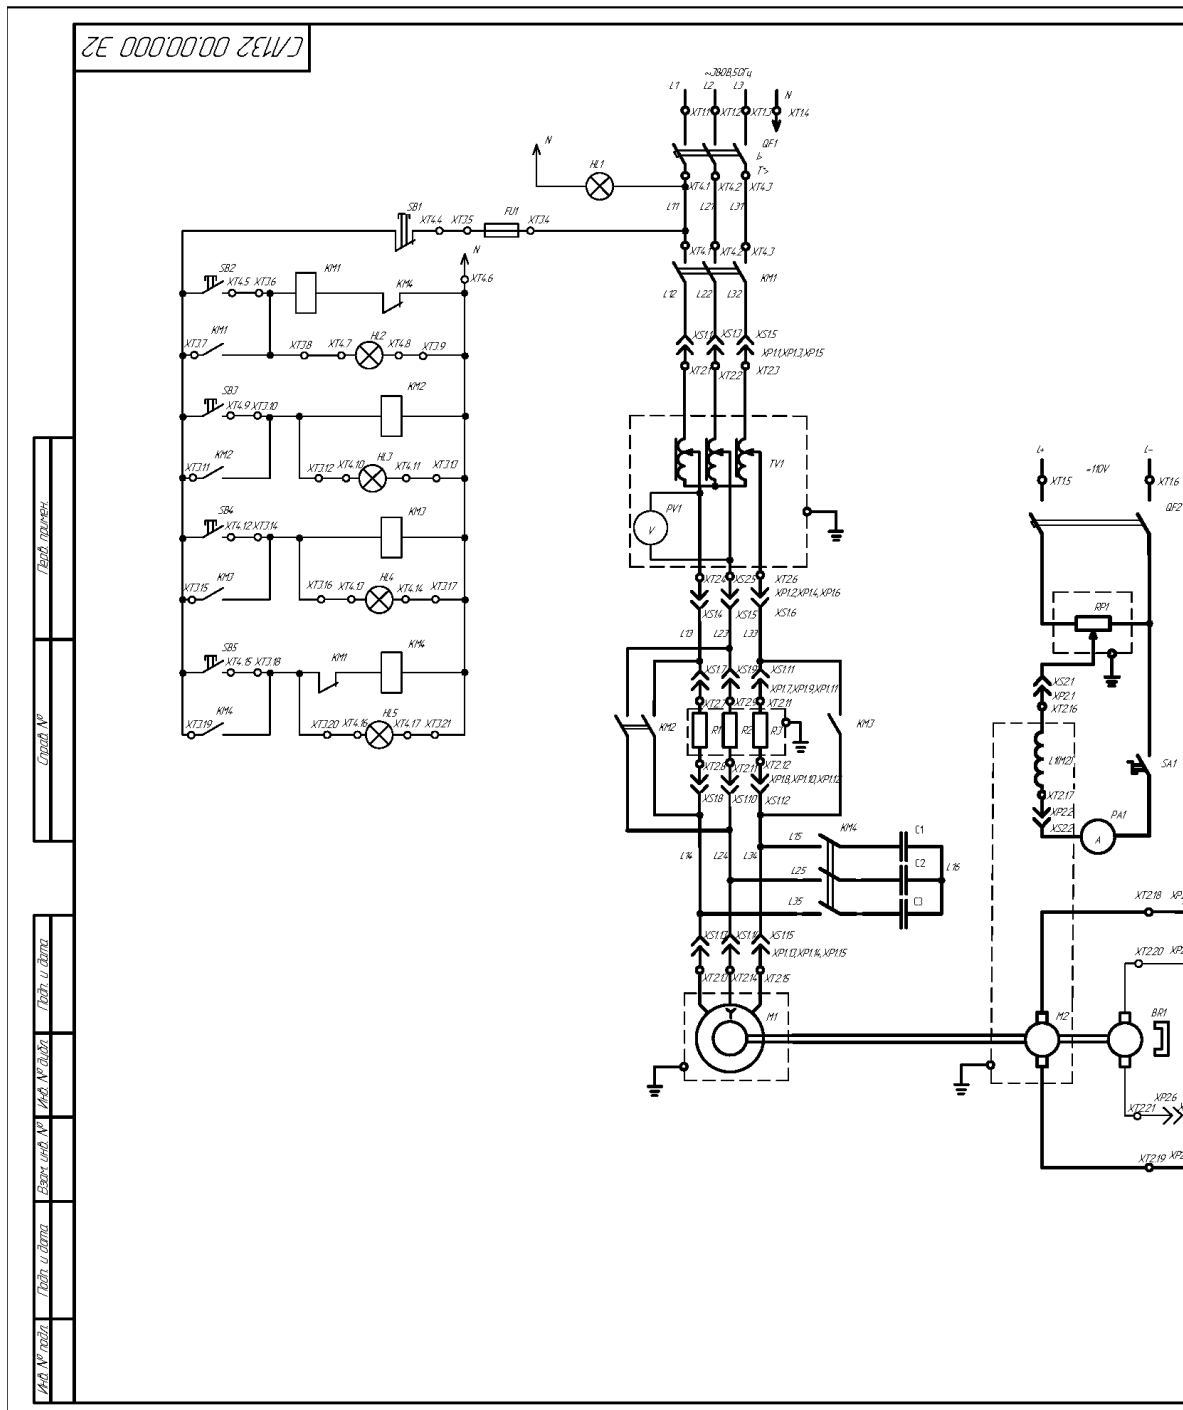 СЛ132 00.00.000 Э2
~380В,50Гц
L1
L2
L3
N
XT1.1
XT1.2
XT1.3
XT1.4
QF1
I>
T>
XT4.1
XT4.2
XT4.3
N
HL1
L11
L21
L31
SB1
XT4.4
XT3.5
FU1
XT3.4
XT4.1
XT4.2
XT4.3
KM1
L12
L22
L32
N
XT4.6
SB2
XT4.5
XT3.6
KM1
KM4
KM1
XT3.7
XT3.8
XT4.7
HL2
XT4.8
XT3.9
XS1.1
XS1.3
XS1.5
XP1.1,XP1.3,XP1.5
XT2.1
XT2.2
XT2.3
SB3
XT4.9
XT3.10
KM2
KM2
XT3.11
XT3.12
XT4.10
HL3
XT4.11
XT3.13
TV1
PV1
V
SB4
XT4.12
XT3.14
KM3
KM3
XT3.15
XT3.16
XT4.13
HL4
XT4.14
XT3.17
XT2.4
XS2.5
XT2.6
XP1.2,XP1.4,XP1.6
XS1.4
XS1.5
XS1.6
L13
L23
L33
SB5
XT4.15
XT3.18
KM1
KM4
KM4
XT3.19
XT3.20
XT4.16
HL5
XT4.17
XT3.21
XS1.7
XS1.9
XS1.11
XP1.7,XP1.9,XP1.11
XT2.7
XT2.9
XT2.11
KM2
R1
R2
R3
KM3
XT2.8
XT2.11
XT2.12
XP1.8,XP1.10,XP1.12
XS1.8
XS1.10
XS1.12
L14
L24
L34
L15
L25
L35
KM4
C1
C2
C3
L16
XS1.13
XS1.14
XS1.15
XP1.13,XP1.14,XP1.15
XT2.13
XT2.14
XT2.15
M1
L+
L-
=110V
XT1.5
XT1.6
QF2
RP1
XS2.1
XP2.1
XT2.16
L1(M2)
SA1
XT2.17
XP2.2
XS2.2
PA1
A
XT2.18
XT2.20
M2
BR1
XT2.21
XP2.6
XT2.19
Перв. примен.
Справ. №
Подп. и дата
Инв. № дубл.
Взам. инв. №
Подп. и дата
Инв. № подл.